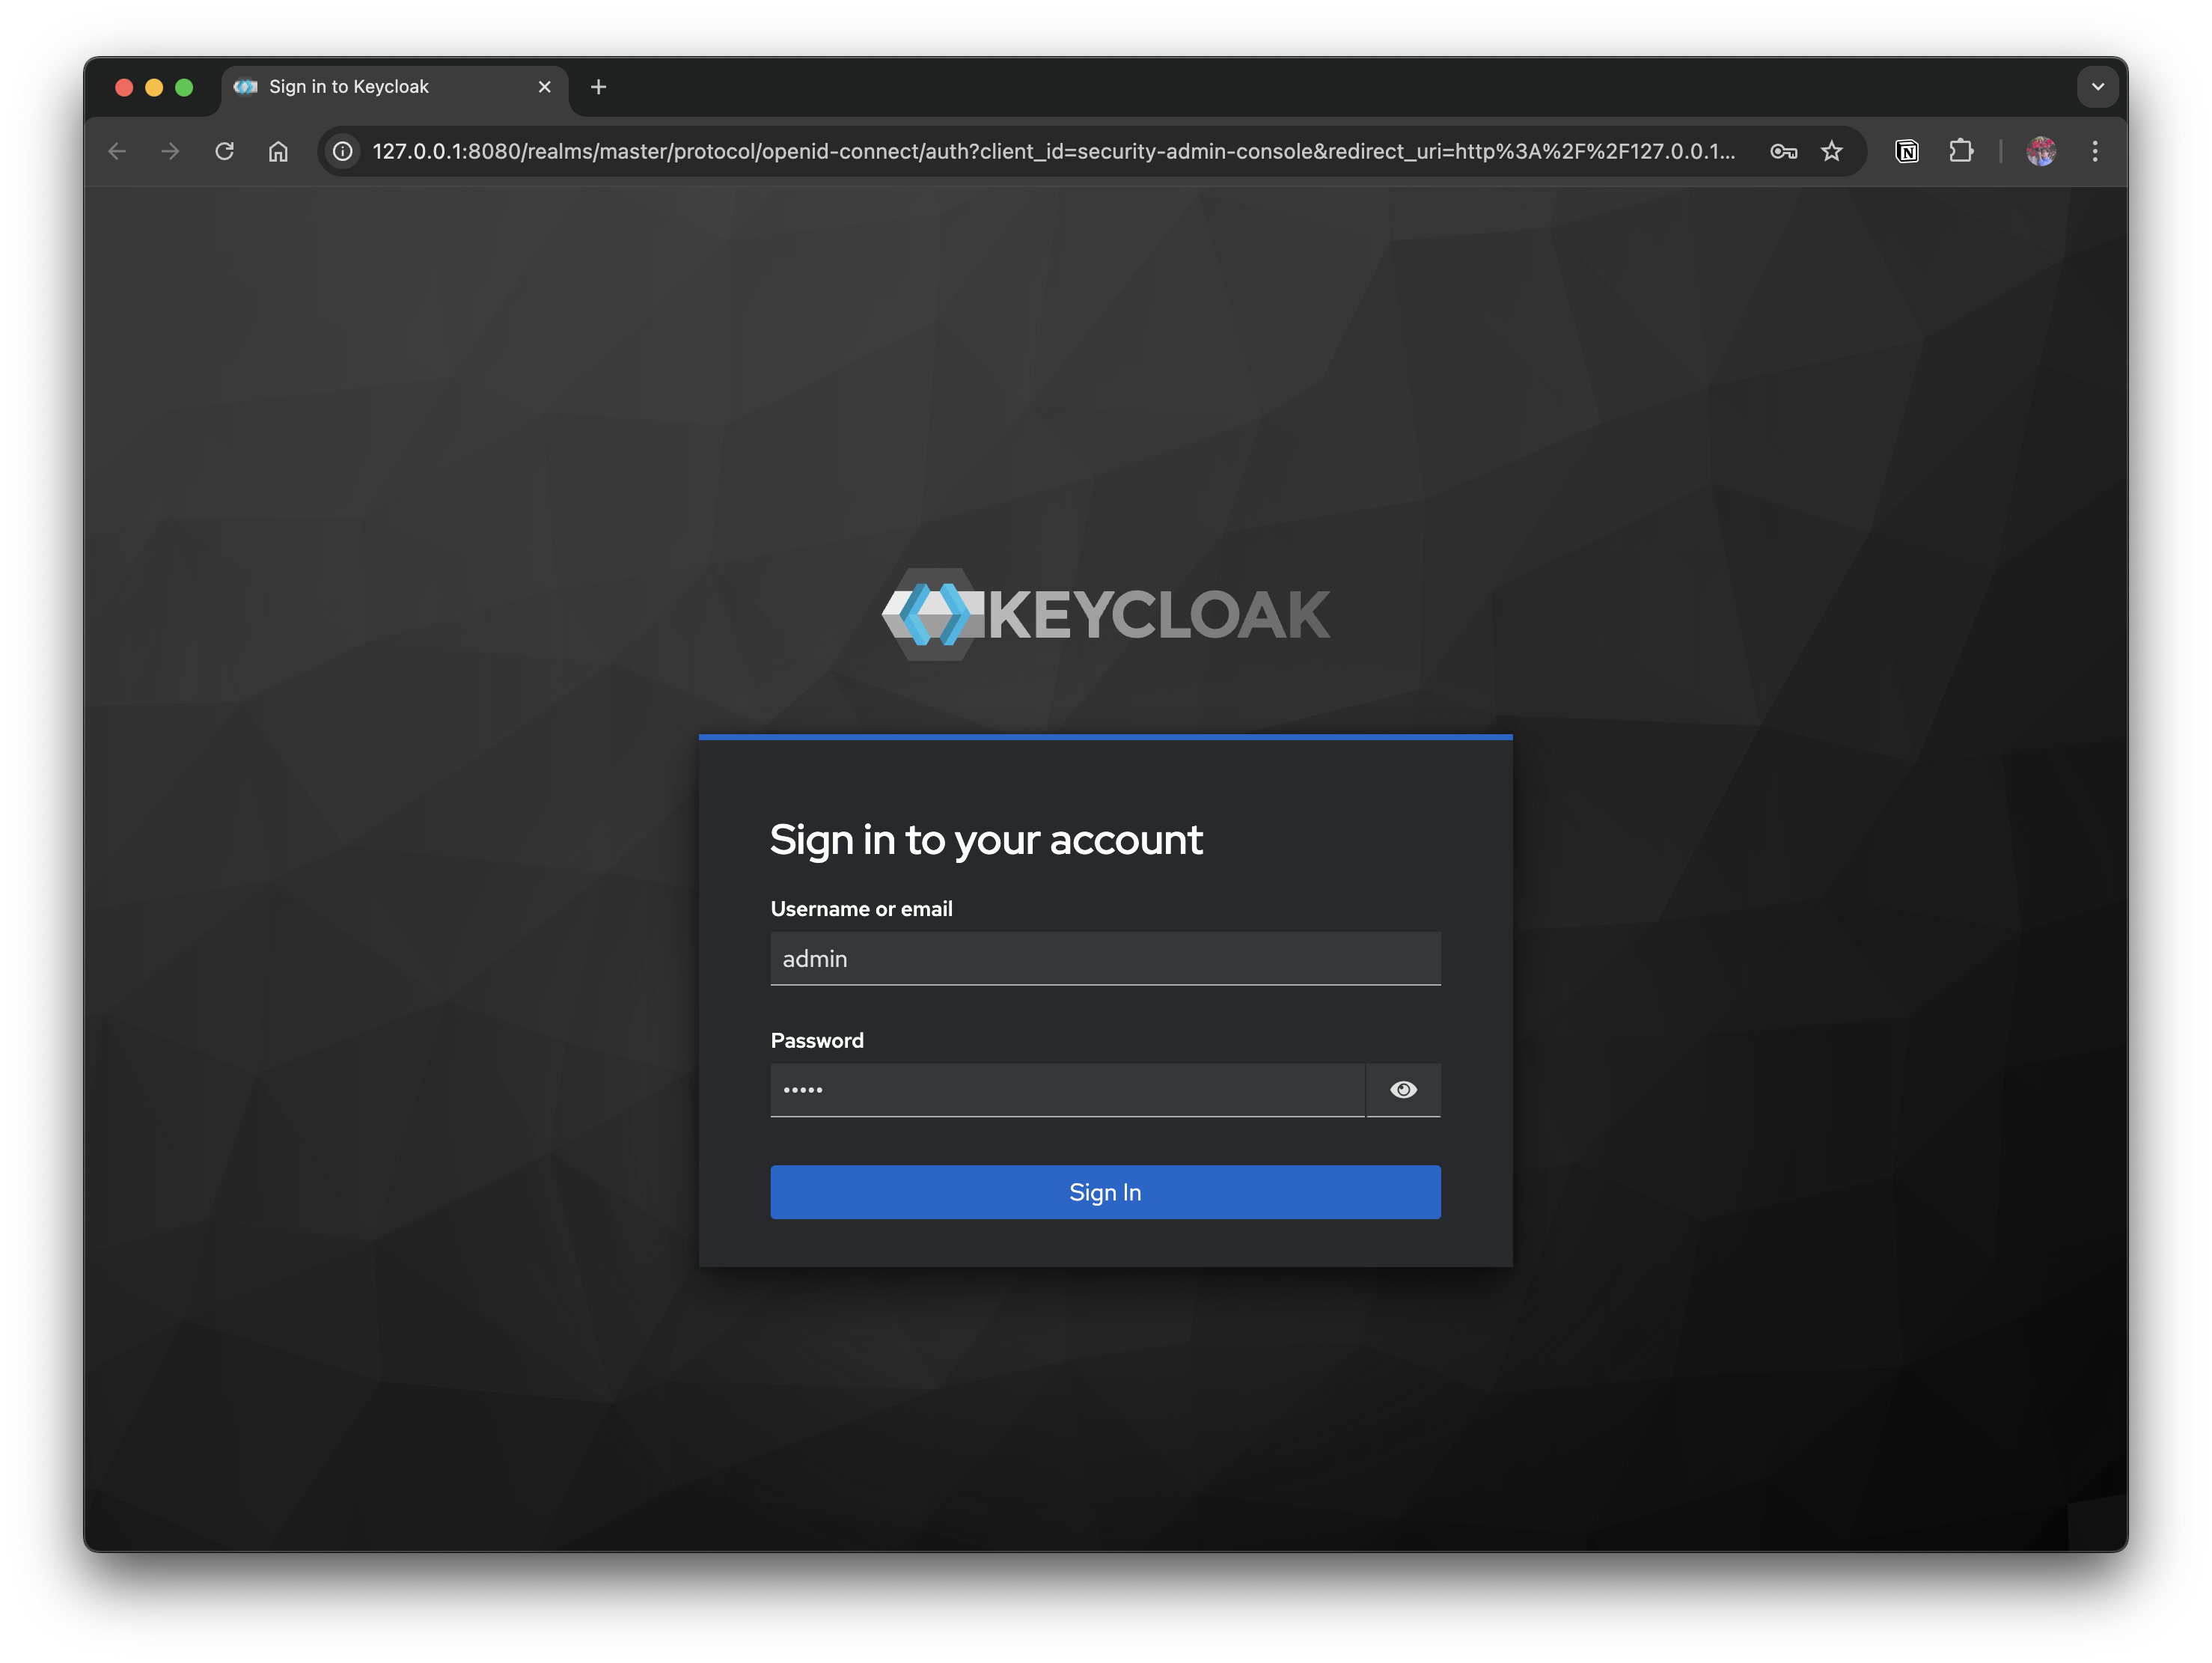 Sign in to Keycloak
127.0.0.1:8080/realms/master/protocol/openid-connect/auth?client_id=security-admin-console&redirect_uri=http%3A%2F%2F127.0.0.1...
KEYCLOAK
Sign in to your account
Username or email
admin
Password
•••••
Sign In